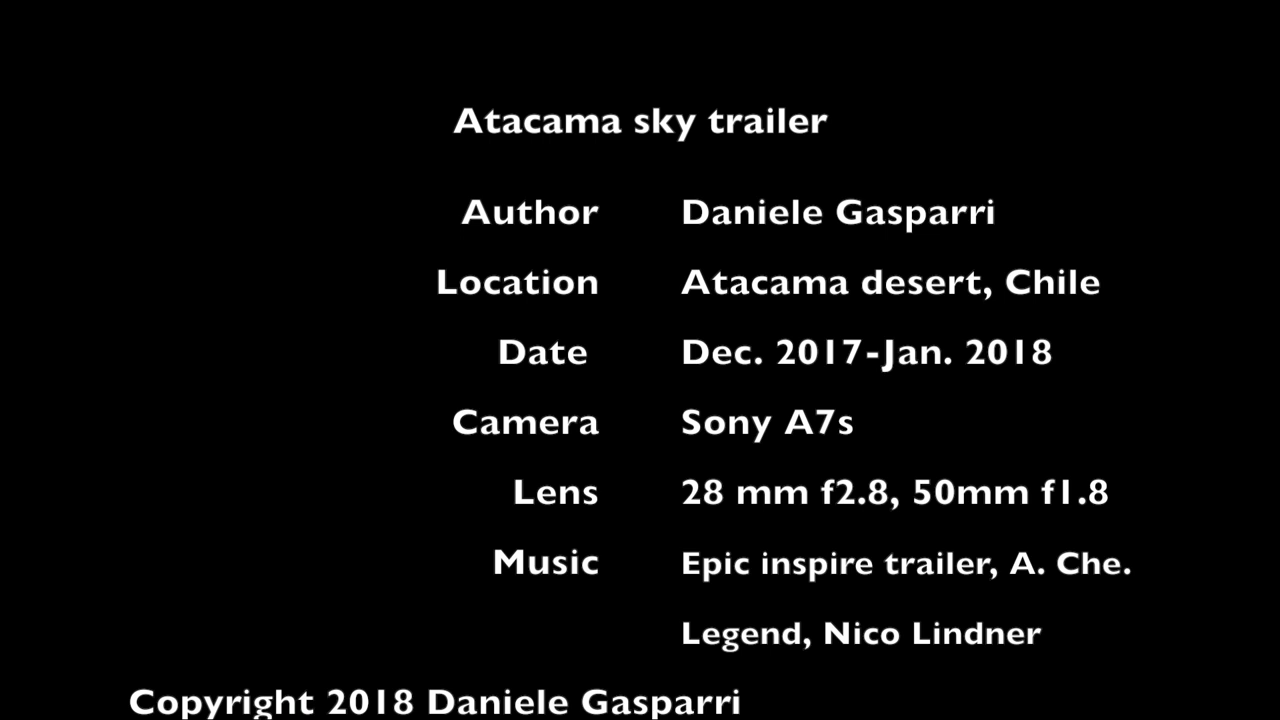 Atacama sky trailer
Author Daniele Gasparri
Location Atacama desert, Chile
Date Dec. 2017-Jan. 2018
Camera Sony A7s
Lens 28 mm f2.8, 50mm f1.8
Music Epic inspire trailer, A. Che.
Legend, Nico Lindner
Copyright 2018 Daniele Gasparri